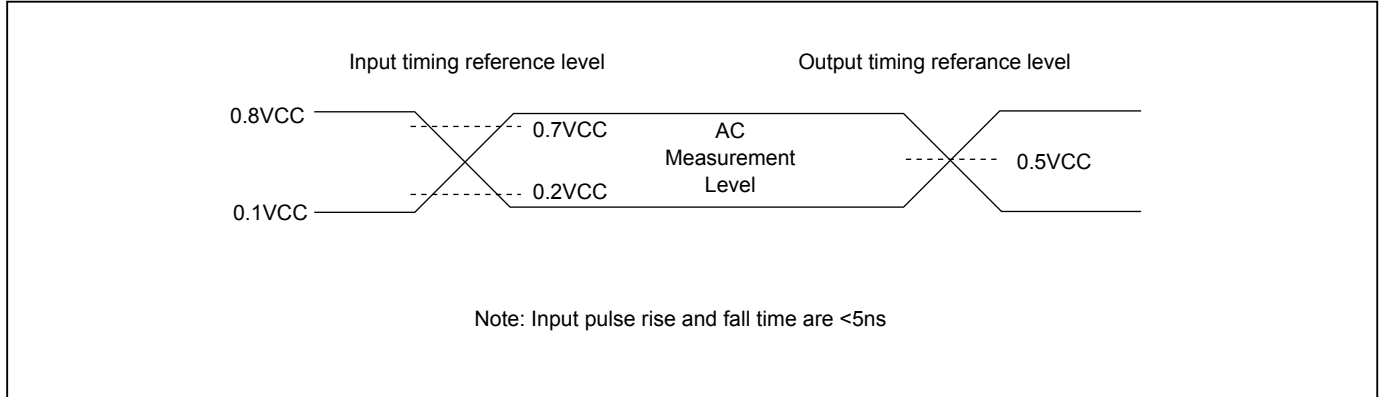 Input timing reference level
Output timing referance level
0.8VCC
0.7VCC
AC
Measurement
Level
0.5VCC
0.2VCC
0.1VCC
Note: Input pulse rise and fall time are <5ns